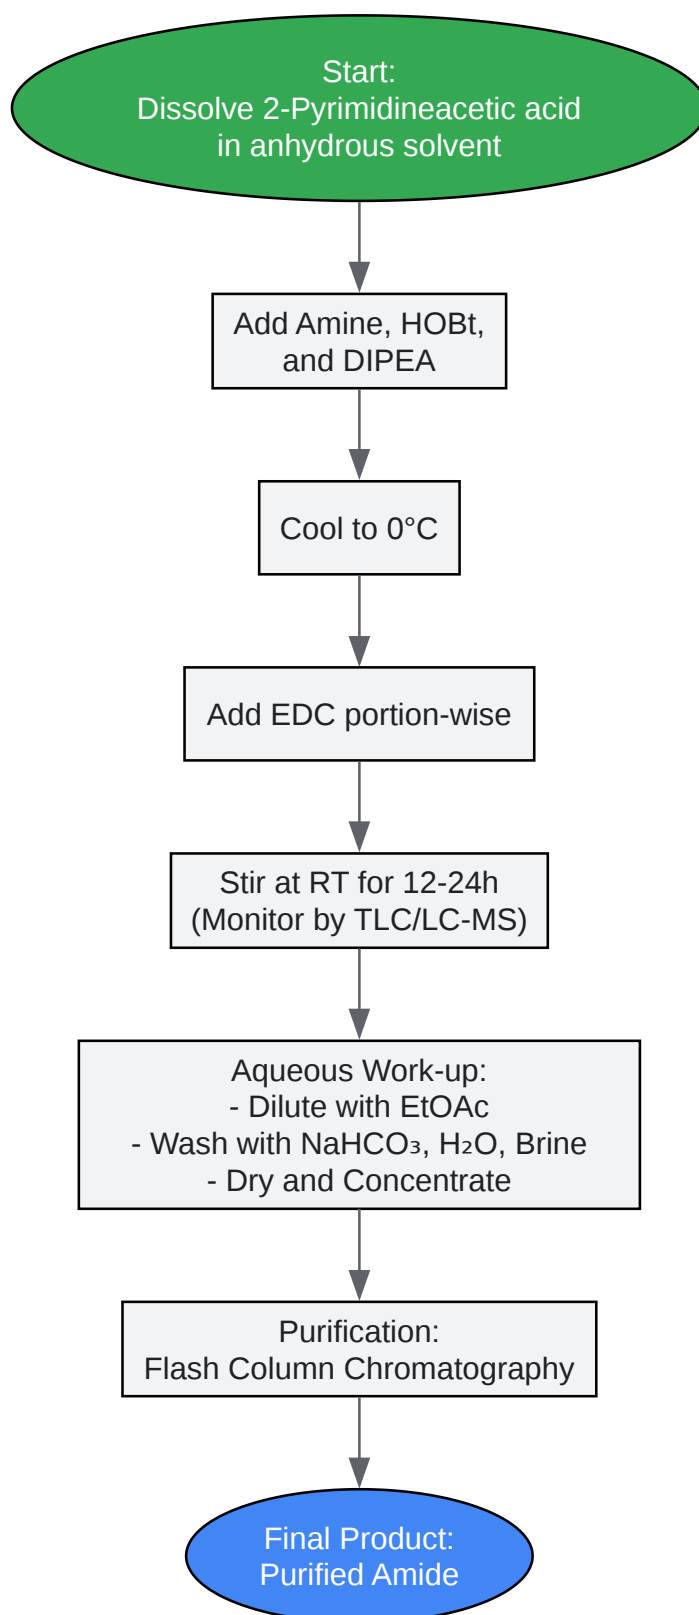 Start:
Dissolve 2-Pyrimidineacetic acid
in anhydrous solvent
Add Amine, HOBt,
and DIPEA
Cool to 0°C
Add EDC portion-wise
Stir at RT for 12-24h
(Monitor by TLC/LC-MS)
Aqueous Work-up:
- Dilute with EtOAc
- Wash with NaHCO₃, H₂O, Brine
- Dry and Concentrate
Purification:
Flash Column Chromatography
Final Product:
Purified Amide